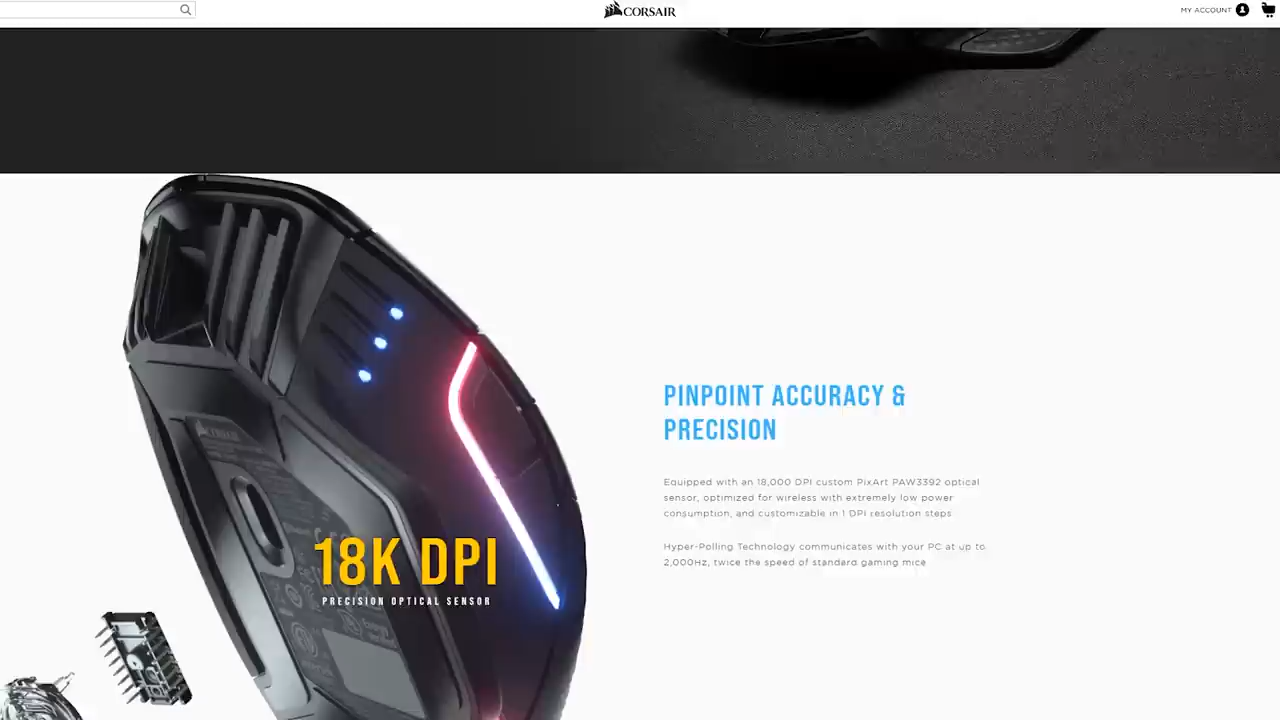 CORSAIR
MY ACCOUNT
PINPOINT ACCURACY &
PRECISION
Equipped with an 18,000 DPI custom PixArt PAW3392 optical
sensor, optimized for wireless with extremely low power
consumption, and customizable in 1 DPI resolution steps
Hyper-Polling Technology communicates with your PC at up to
2,000Hz, twice the speed of standard gaming mice
18K DPI
PRECISION OPTICAL SENSOR